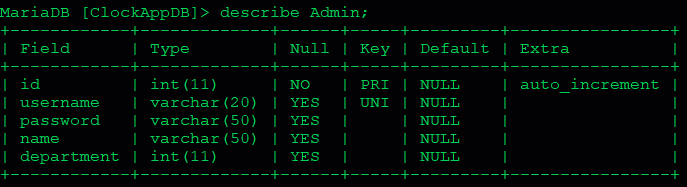 MariaDB [ClockAppDB]> describe Admin;
+------------+-------------+------+-----+---------+----------------+
| Field      | Type        | Null | Key | Default | Extra          |
+------------+-------------+------+-----+---------+----------------+
| id         | int(11)     | NO   | PRI | NULL    | auto_increment |
| username   | varchar(20) | YES  | UNI | NULL    |                |
| password   | varchar(50) | YES  |     | NULL    |                |
| name       | varchar(50) | YES  |     | NULL    |                |
| department | int(11)     | YES  |     | NULL    |                |
+------------+-------------+------+-----+---------+----------------+